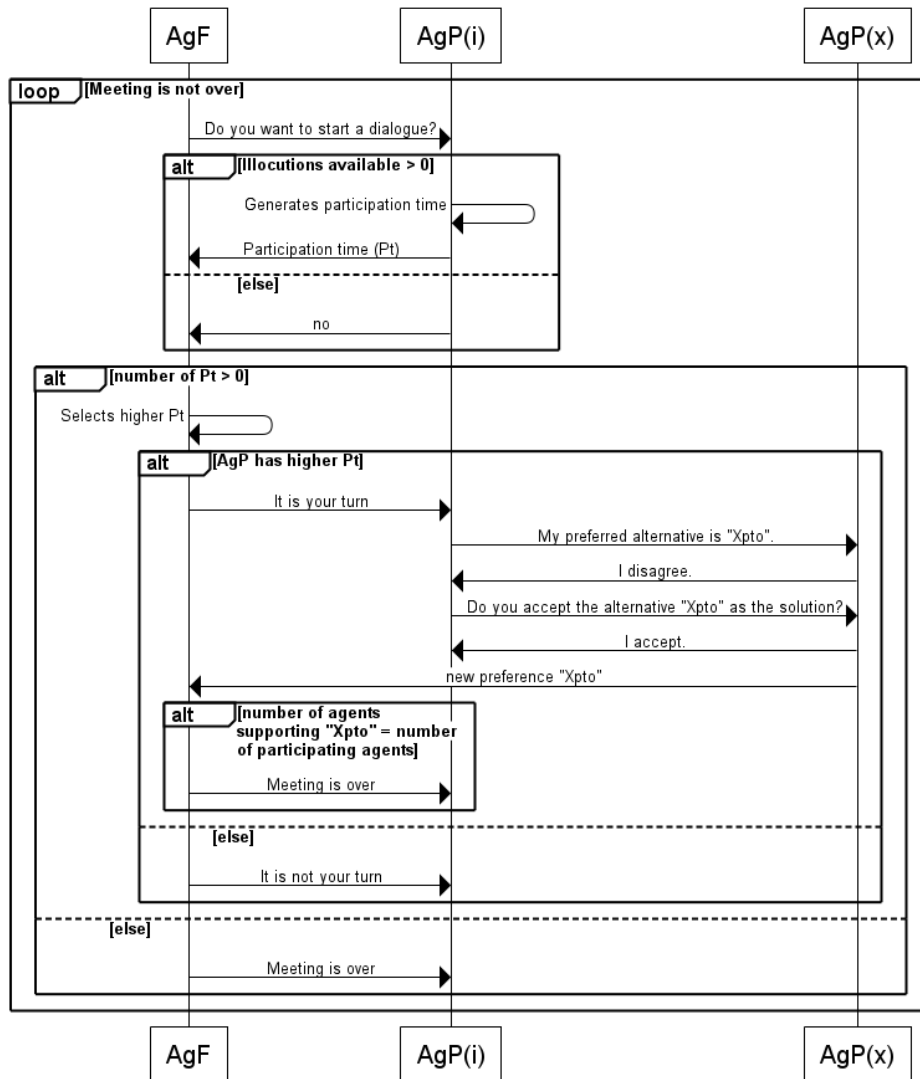 AgF AgP(i) AgP(x)
loop [Meeting is not over]
Do you want to start a dialogue?
alt [Illocutions available > 0]
Generates participation time
Participation time (Pt)
[else]
no
alt [number of Pt > 0]
Selects higher Pt
alt [AgP has higher Pt]
It is your turn
My preferred alternative is "Xpto".
I disagree.
Do you accept the alternative "Xpto" as the solution?
I accept.
new preference "Xpto"
alt [number of agents
supporting "Xpto" = number
of participating agents]
Meeting is over
[else]
It is not your turn
[else]
Meeting is over
AgF AgP(i) AgP(x)